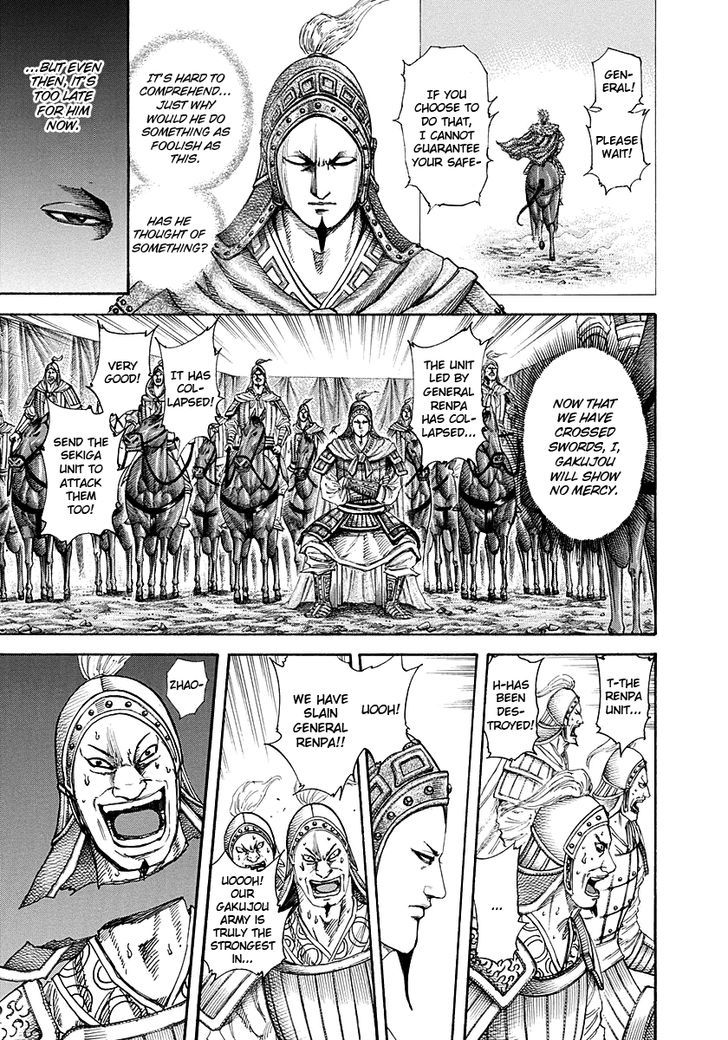 GEN-
ERAL!
PLEASE
WAIT!
IF YOU
CHOOSE TO
DO THAT,
I CANNOT
GUARANTEE
YOUR SAFE-
IT'S HARD TO
COMPREHEND...
JUST WHY
WOULD HE DO
SOMETHING AS
FOOLISH AS
THIS.
HAS HE
THOUGHT OF
SOMETHING?
...BUT EVEN
THEN, IT'S
TOO LATE
FOR HIM
NOW.
NOW THAT
WE HAVE
CROSSED
SWORDS, I,
GAKUJOU
WILL SHOW
NO MERCY.
THE UNIT
LED BY
GENERAL
RENPA
HAS COL-
LAPSED...
IT HAS
COL-
LAPSED!
VERY
GOOD!
SEND THE
SEKIGA
UNIT TO
ATTACK
THEM
TOO!
T-THE
RENPA
UNIT...
H-HAS
BEEN
DES-
TROYED!
...
UOOH!
WE HAVE
SLAIN
GENERAL
RENPA!!
UOOOH!
OUR
GAKUJOU
ARMY IS
TRULY THE
STRONGEST
IN...
ZHAO-